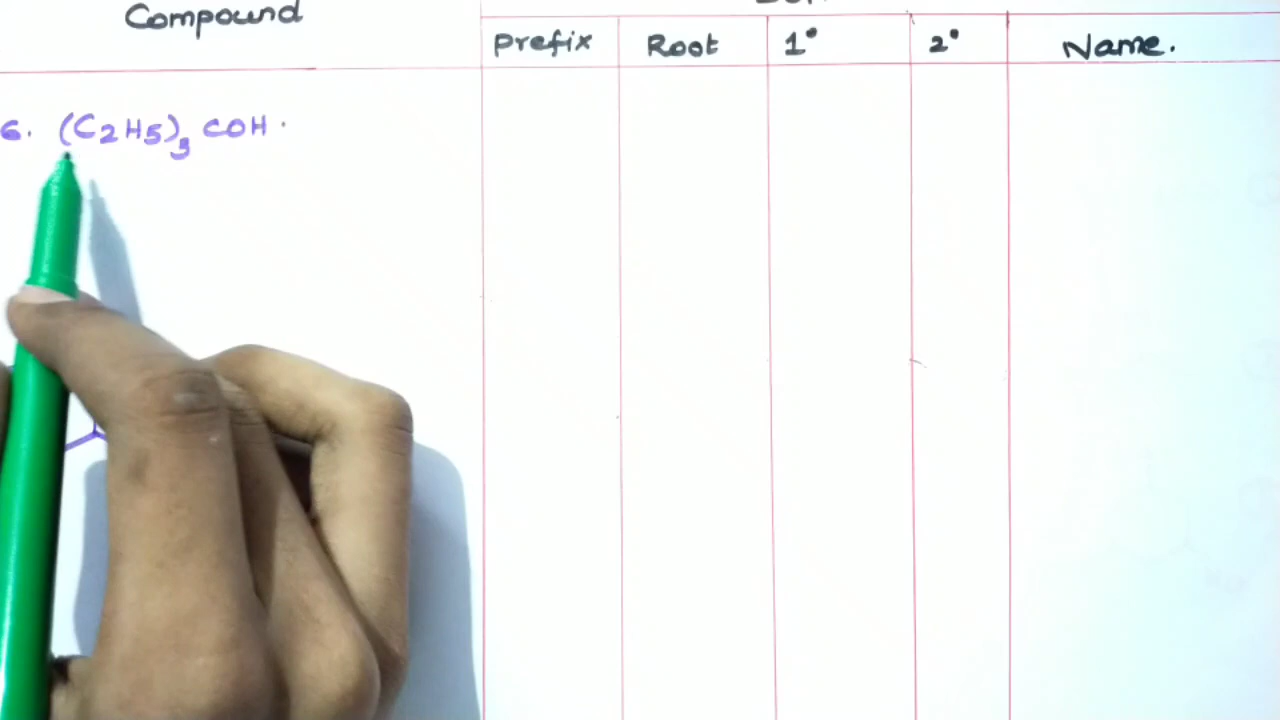 Compound
Prefix Root 1° 2° Name.
6. (C2H5)3 COH.